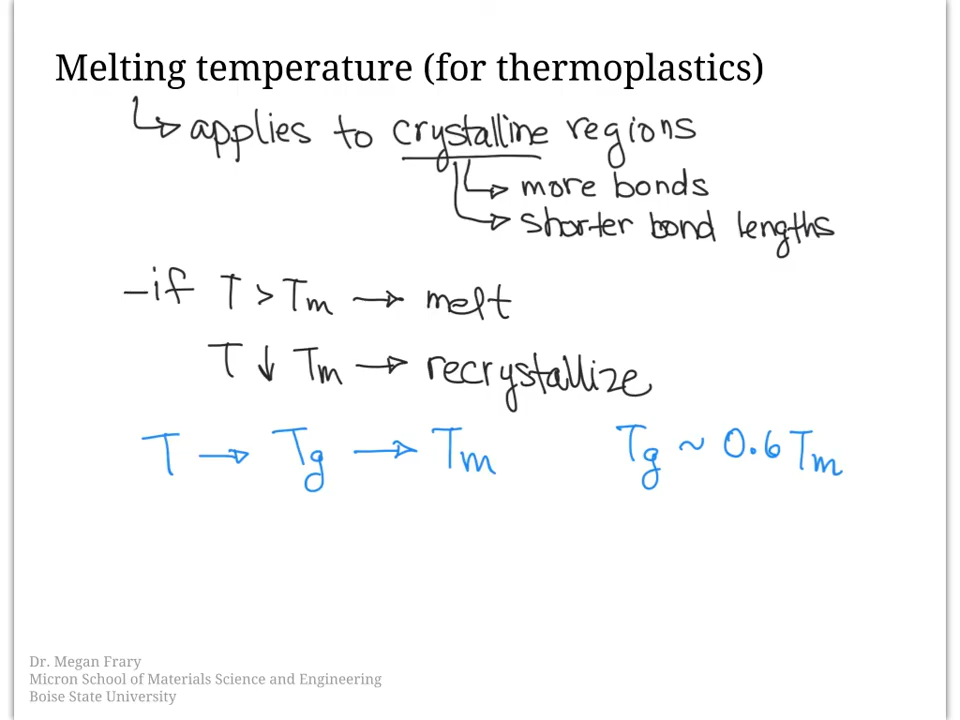 Melting temperature (for thermoplastics)
↳ applies to crystalline regions
↳ more bonds
↳ shorter bond lengths
- if T > Tm → melt
T ↓ Tm → recrystallize
T → Tg → Tm Tg ~ 0.6 Tm
Dr. Megan Frary
Micron School of Materials Science and Engineering
Boise State University